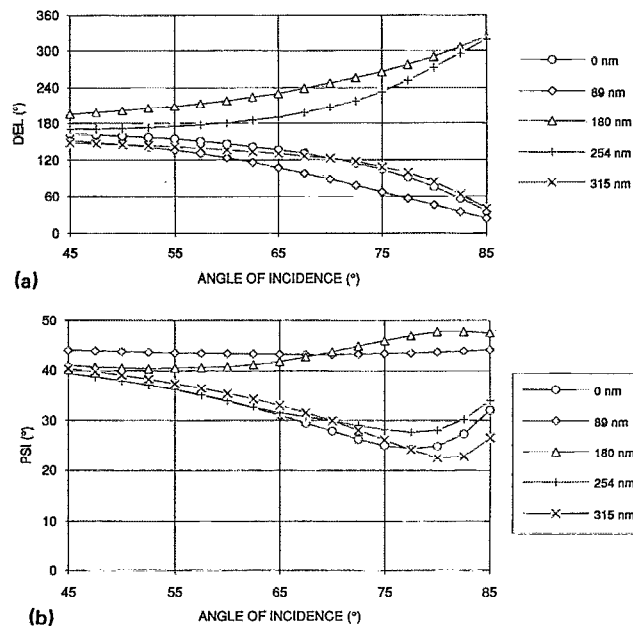 360
300
240
180
120
60
0
DEL (°)
45 55 65 75 85
ANGLE OF INCIDENCE (°)
(a)
0 nm
89 nm
180 nm
254 nm
315 nm
50
40
30
20
10
0
PSI (°)
45 55 65 75 85
ANGLE OF INCIDENCE (°)
(b)
0 nm
89 nm
180 nm
254 nm
315 nm